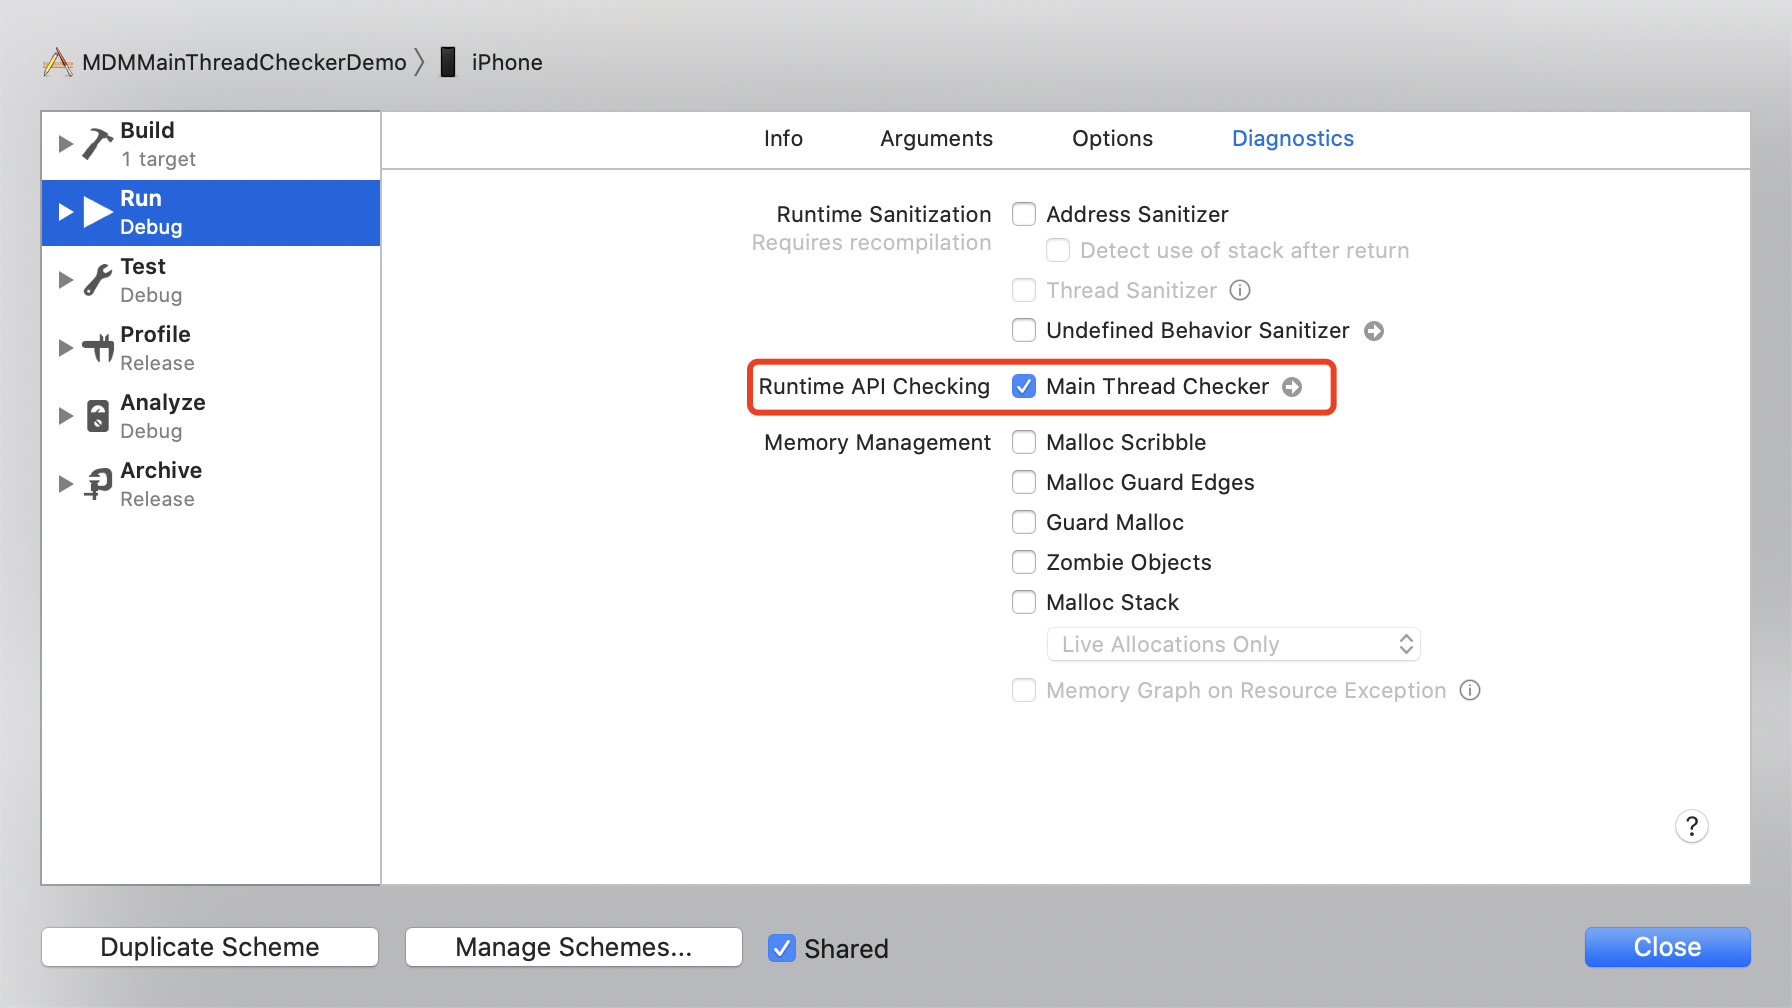 MDMMainThreadCheckerDemo iPhone
Build
1 target
Run
Debug
Test
Debug
Profile
Release
Analyze
Debug
Archive
Release
Info Arguments Options Diagnostics
Runtime Sanitization Address Sanitizer
Requires recompilation Detect use of stack after return
Thread Sanitizer
Undefined Behavior Sanitizer
Runtime API Checking Main Thread Checker
Memory Management Malloc Scribble
Malloc Guard Edges
Guard Malloc
Zombie Objects
Malloc Stack
Live Allocations Only
Memory Graph on Resource Exception
?
Duplicate Scheme Manage Schemes... Shared Close